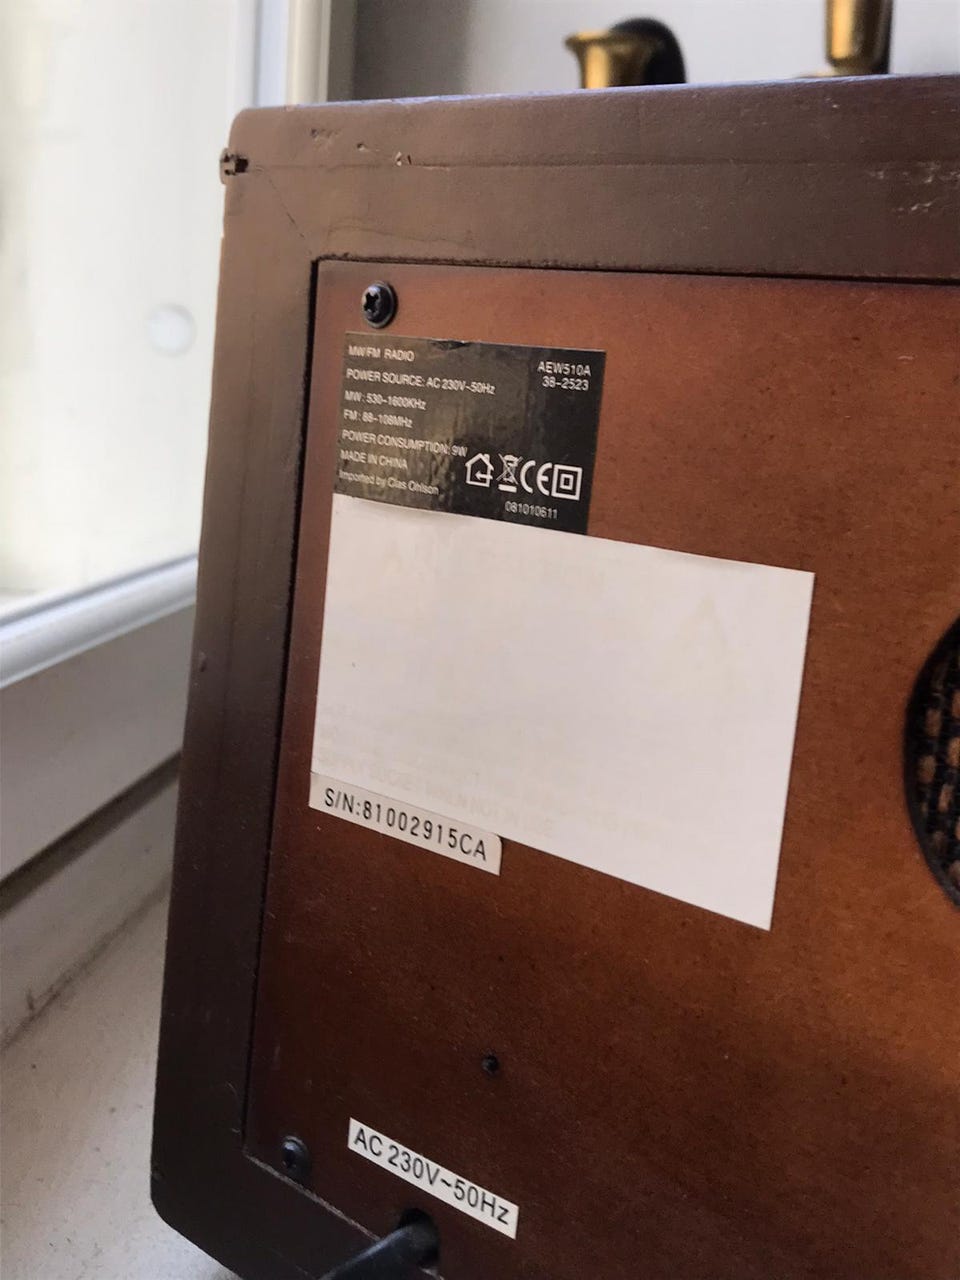 MW/FM RADIO
AEW510A
38-2523
POWER SOURCE: AC 230V~50Hz
MW: 530-1600KHz
FM: 88-108MHz
POWER CONSUMPTION: 9W
MADE IN CHINA
Imported by Clas Ohlson
CE
081010611
S/N:81002915CA
AC 230V~50Hz